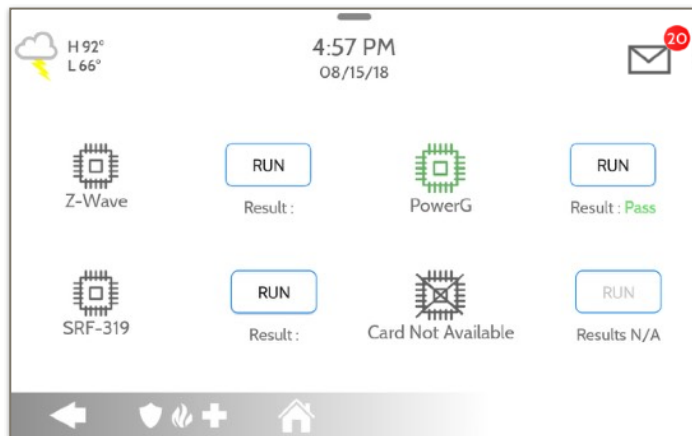 H 92°
L 66°
4:57 PM
08/15/18
20
Z-Wave
RUN
Result :
PowerG
RUN
Result : Pass
SRF-319
RUN
Result :
Card Not Available
RUN
Results N/A